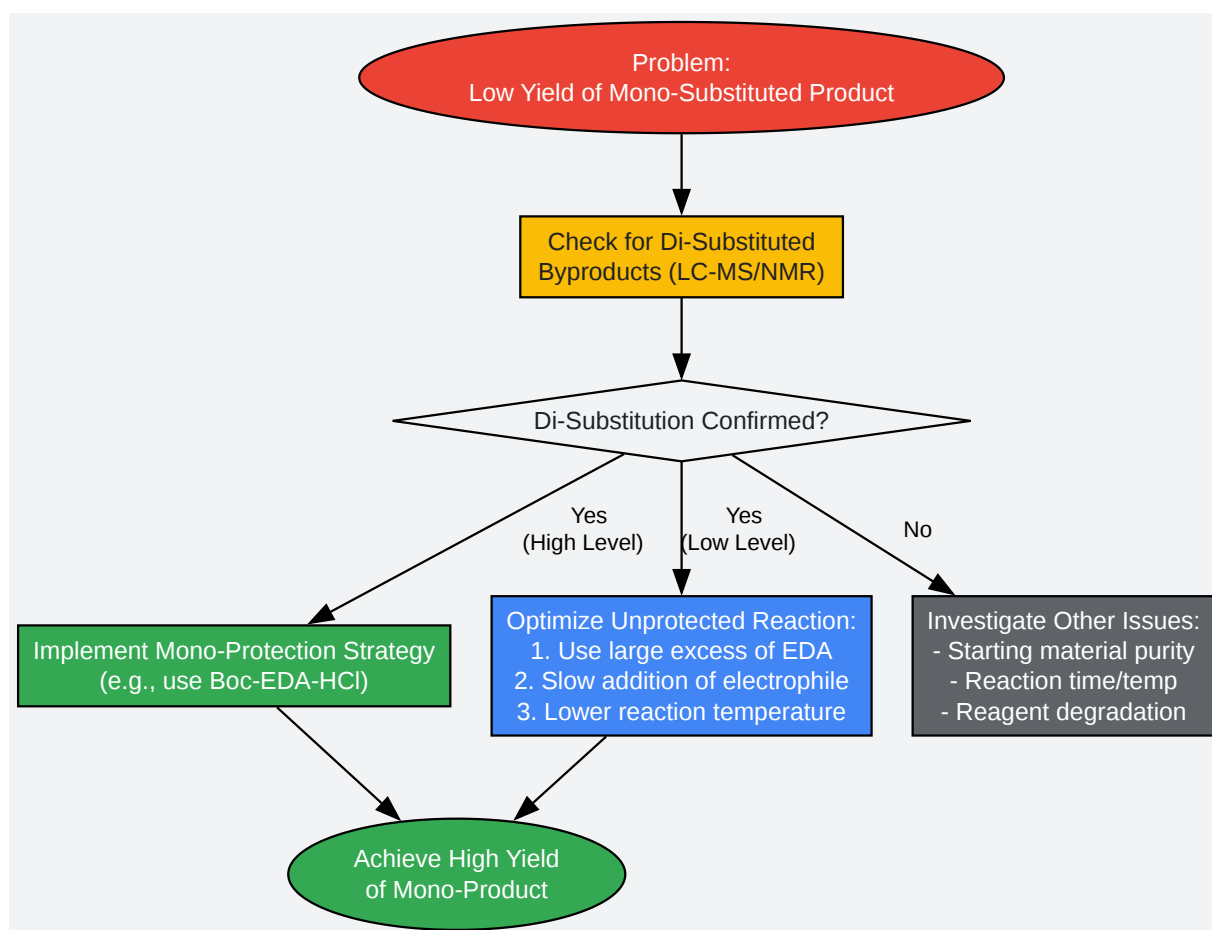 Problem:
Low Yield of Mono-Substituted Product
Check for Di-Substituted
Byproducts (LC-MS/NMR)
Di-Substitution Confirmed?
Yes
(High Level)
Yes
(Low Level)
No
Implement Mono-Protection Strategy
(e.g., use Boc-EDA-HCl)
Optimize Unprotected Reaction:
1. Use large excess of EDA
2. Slow addition of electrophile
3. Lower reaction temperature
Investigate Other Issues:
- Starting material purity
- Reaction time/temp
- Reagent degradation
Achieve High Yield
of Mono-Product